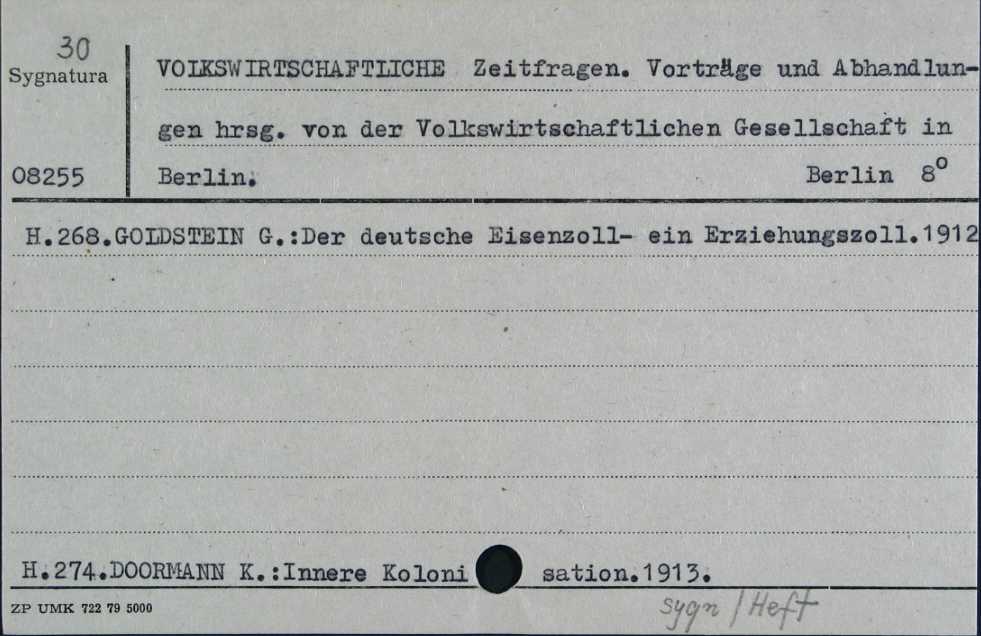 30
Sygnatura
VOLKSWIRTSCHAFTLICHE Zeitfragen. Vorträge und Abhandlun-
gen hrsg. von der Volkswirtschaftlichen Gesellschaft in
08255
Berlin. Berlin 8°
H.268.GOLDSTEIN G.:Der deutsche Eisenzoll- ein Erziehungszoll.1912
H.274.DOORMANN K.:Innere Koloni sation.1913.
ZP UMK 722 79 5000
sygn / Heft